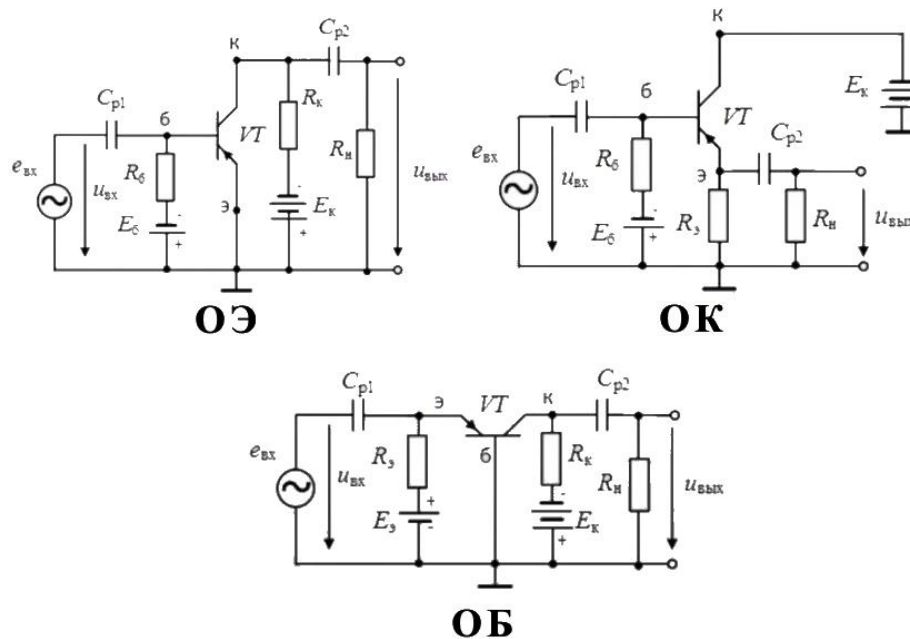 к
C_р2
R_к
C_р1
б
VT
R_н
e_вх
u_вх
R_б
э
u_вых
E_б
-
+
-
+
E_к
ОЭ
к
C_р1
б
E_к
VT
C_р2
e_вх
u_вх
R_б
э
E_б
-
+
R_э
R_н
u_вых
ОК
C_р1
э
VT
к
C_р2
e_вх
u_вх
R_э
б
R_к
R_н
u_вых
+
-
E_э
-
+
E_к
ОБ